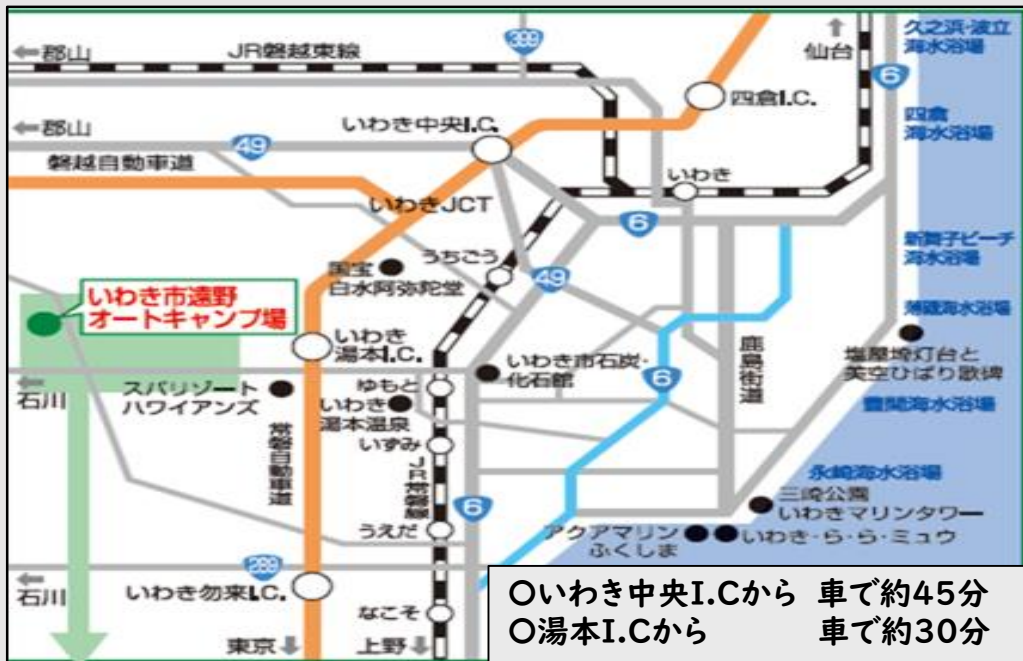 久之浜・波立
海水浴場
仙台
399
←郡山
JR磐越東線
6
四倉I.C.
四倉
海水浴場
←郡山
いわき中央I.C.
49
磐越自動車道
いわき
いわきJCT
6
新舞子ビーチ
海水浴場
うちごう
49
国宝
白水阿弥陀堂
いわき市遠野
オートキャンプ場
薄磯海水浴場
いわき
湯本I.C.
いわき市石炭・
化石館
鹿島街道
塩屋埼灯台と
美空ひばり歌碑
6
石川
スパリゾート
ハワイアンズ
ゆもと
いわき
湯本温泉
豊間海水浴場
いずみ
常磐自動車道
JR常磐線
永崎海水浴場
三崎公園
いわきマリンタワー
6
うえだ
アクアマリン
ふくしま
いわき・ら・ら・ミュウ
289
石川
いわき勿来I.C.
なこそ
東京
上野
○いわき中央I.Cから 車で約45分
○湯本I.Cから 車で約30分